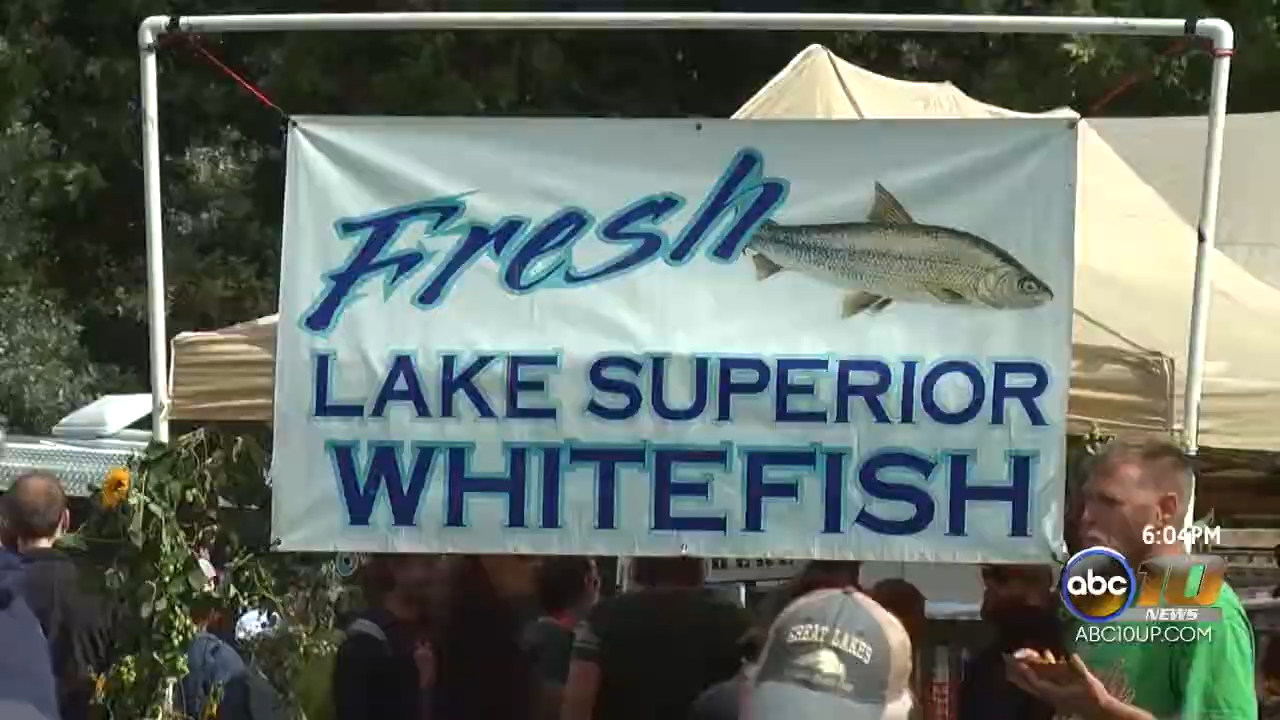 Fresh
LAKE SUPERIOR
WHITEFISH
GREAT LAKES
6:04PM
abc 10
NEWS
ABC10UP.COM